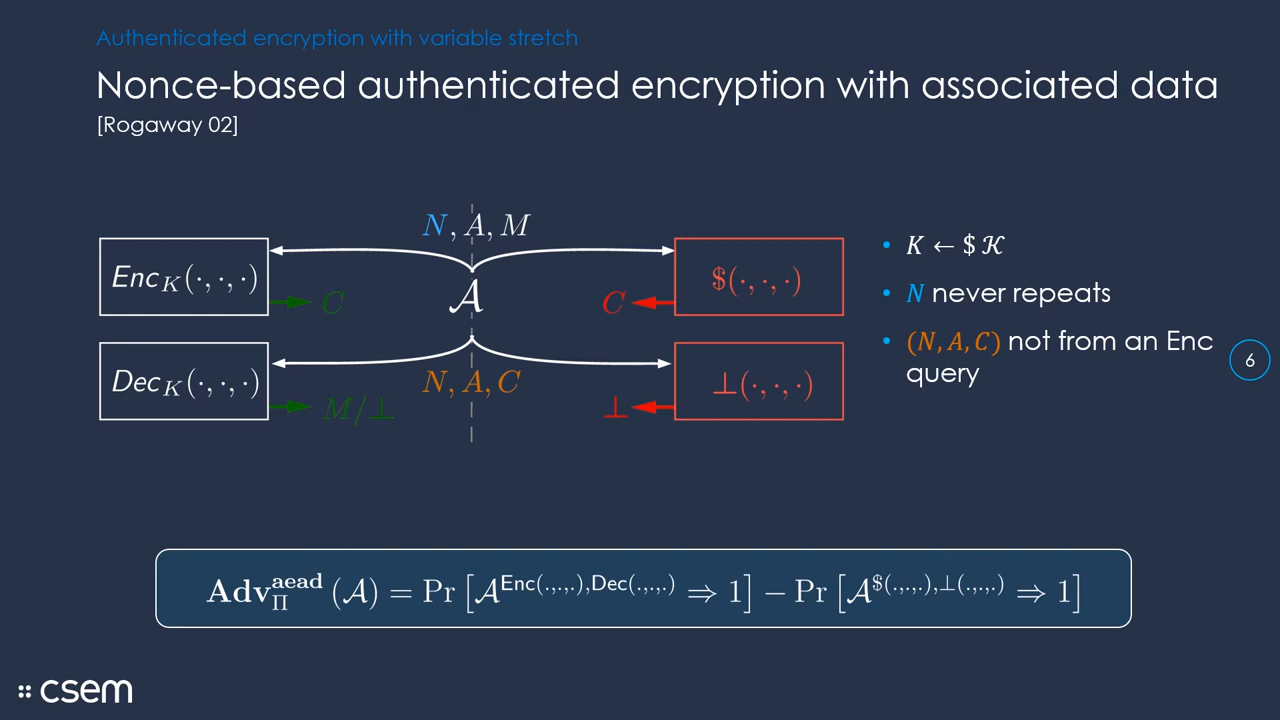 Authenticated encryption with variable stretch
Nonce-based authenticated encryption with associated data
[Rogaway 02]
N, A, M
Enc_K(·, ·, ·)
C
𝒜
C
$(·, ·, ·)
Dec_K(·, ·, ·)
M/⊥
N, A, C
⊥
⊥(·, ·, ·)
• K ← $ 𝒦
• N never repeats
• (N, A, C) not from an Enc
query
6
Adv_Π^aead (𝒜) = Pr [𝒜^Enc(.,.,.),Dec(.,.,.) ⇒ 1] − Pr [𝒜^$(.,.,.),⊥(.,.,.) ⇒ 1]
csem